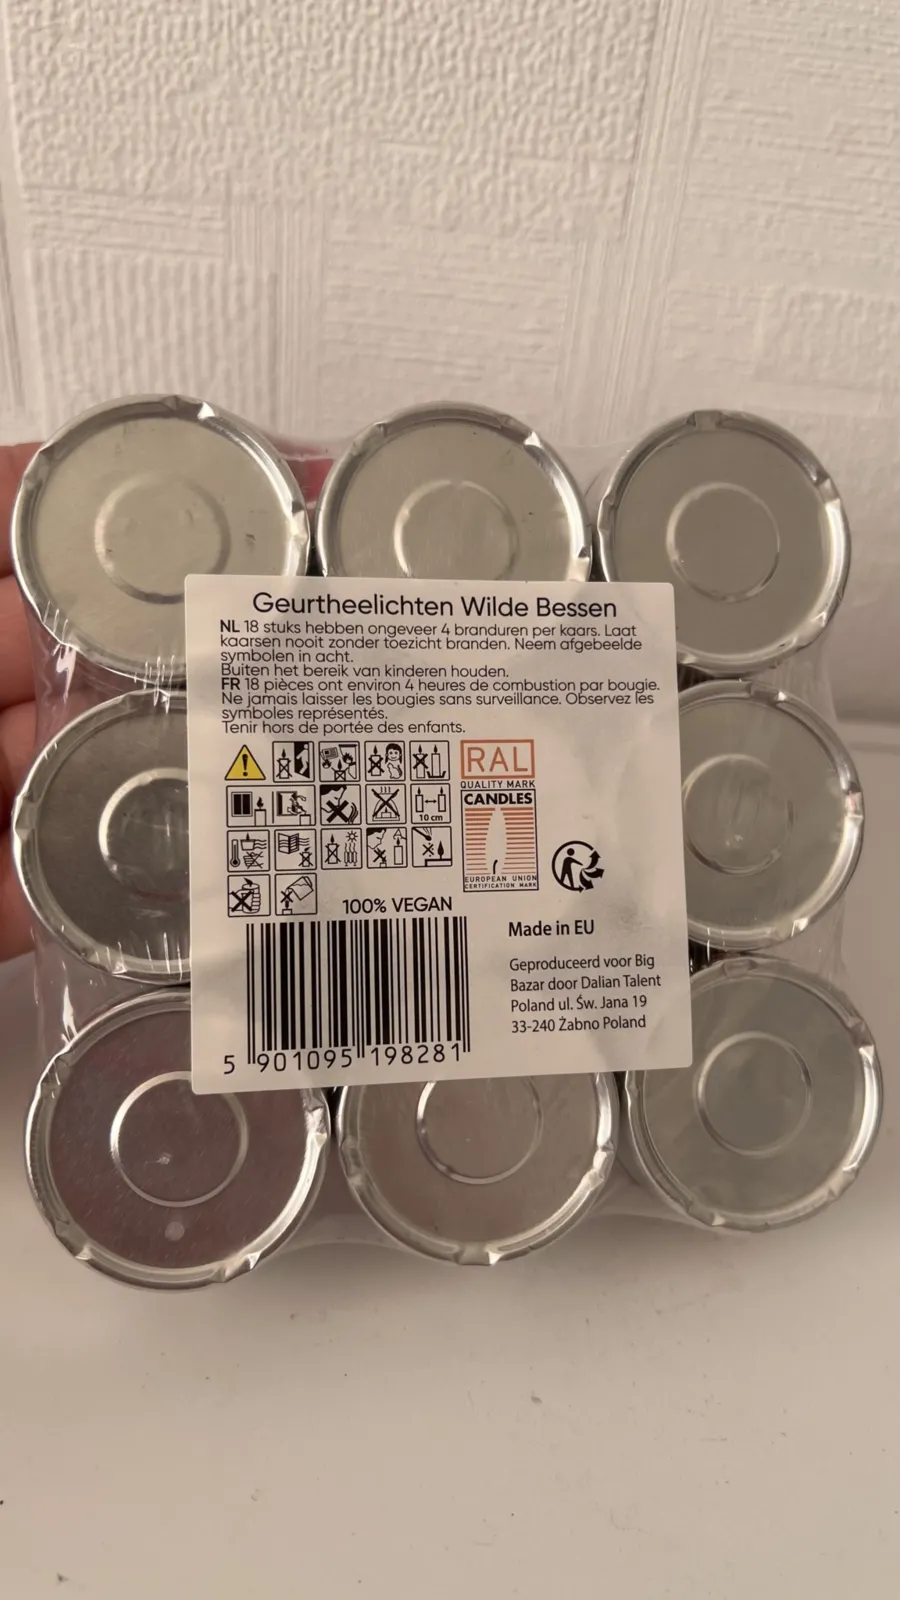 Geurtheelichten Wilde Bessen
NL 18 stuks hebben ongeveer 4 branduren per kaars. Laat
kaarsen nooit zonder toezicht branden. Neem afgebeelde
symbolen in acht.
Buiten het bereik van kinderen houden.
FR 18 pièces ont environ 4 heures de combustion par bougie.
Ne jamais laisser les bougies sans surveillance. Observez les
symboles représentés.
Tenir hors de portée des enfants.
RAL
QUALITY MARK
CANDLES
10 cm
EUROPEAN UNION
CERTIFICATION MARK
100% VEGAN
Made in EU
Geproduceerd voor Big
Bazar door Dalian Talent
Poland ul. Św. Jana 19
33-240 Żabno Poland
5 901095 198281